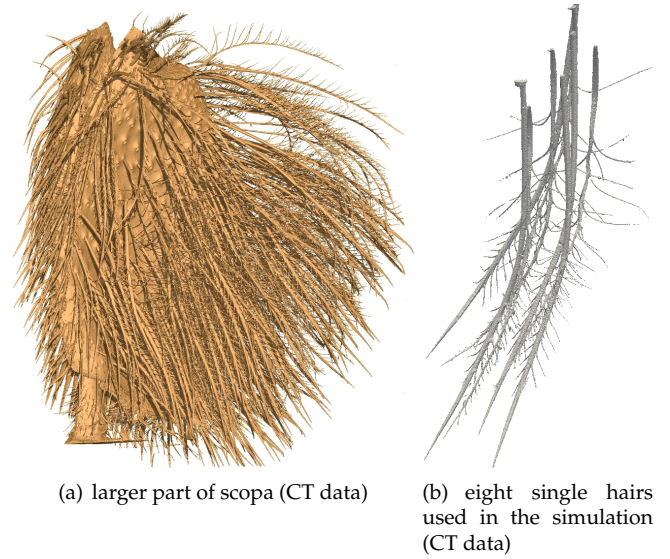 (a) larger part of scopa (CT data)
(b) eight single hairs
used in the simulation
(CT data)